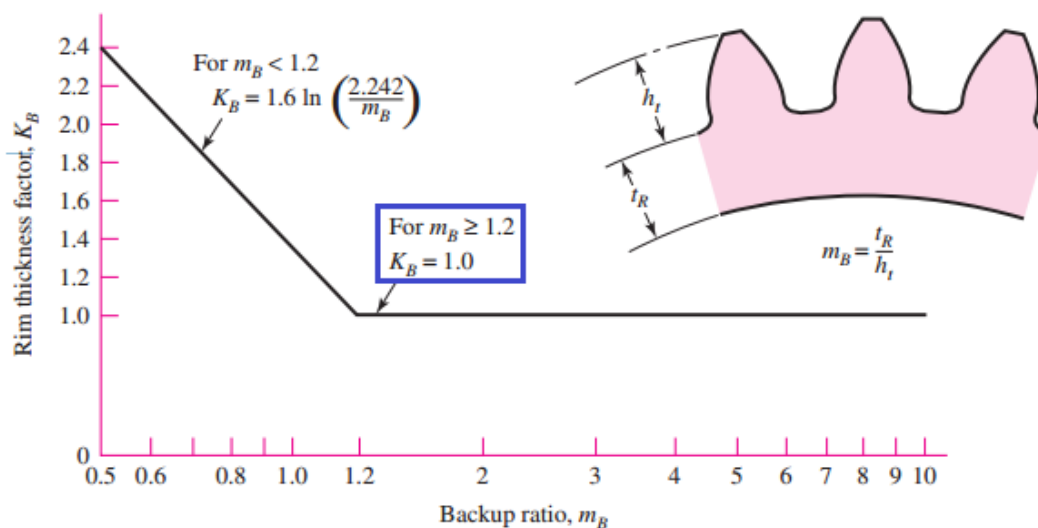 2.4
2.2
2.0
1.8
1.6
1.4
1.2
1.0
0
Rim thickness factor, K_B
For m_B < 1.2
K_B = 1.6 ln (2.242/m_B)
For m_B ≥ 1.2
K_B = 1.0
h_t
t_R
m_B = t_R/h_t
0.5 0.6 0.8 1.0 1.2 2 3 4 5 6 7 8 9 10
Backup ratio, m_B